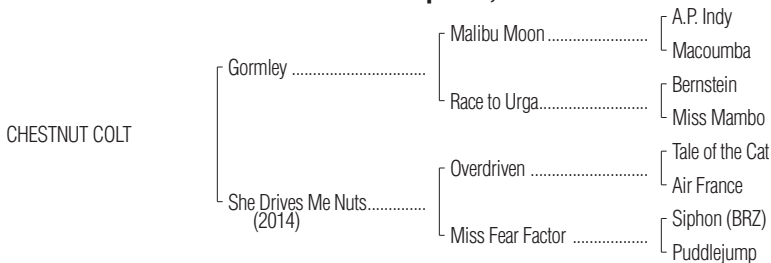 A.P. Indy
Malibu Moon ........................
Macoumba
Gormley ................................
Bernstein
Race to Urga..........................
Miss Mambo
CHESTNUT COLT
Tale of the Cat
Overdriven ............................
Air France
She Drives Me Nuts..............
(2014)
Siphon (BRZ)
Miss Fear Factor ..................
Puddlejump